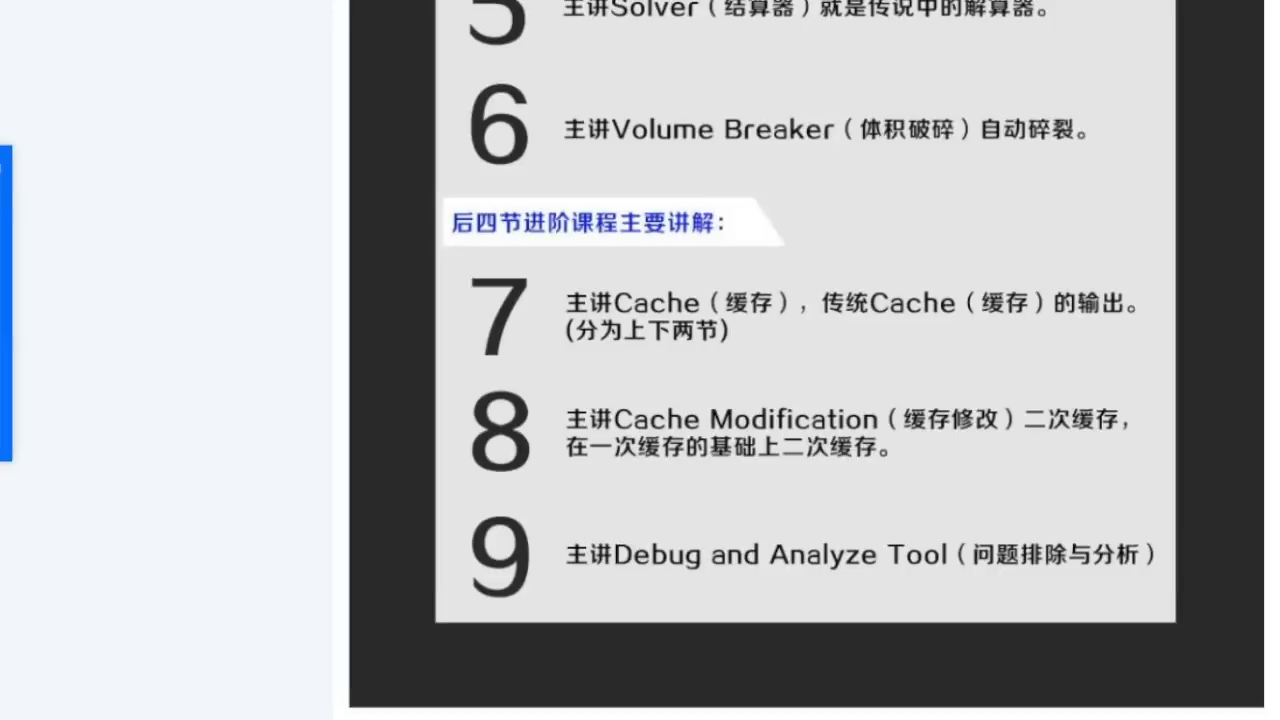 5
主讲Solver（结算器）就是传说中的解算器。
6
主讲Volume Breaker（体积破碎）自动碎裂。
后四节进阶课程主要讲解：
7
主讲Cache（缓存），传统Cache（缓存）的输出。
(分为上下两节)
8
主讲Cache Modification（缓存修改）二次缓存，
在一次缓存的基础上二次缓存。
9
主讲Debug and Analyze Tool（问题排除与分析）